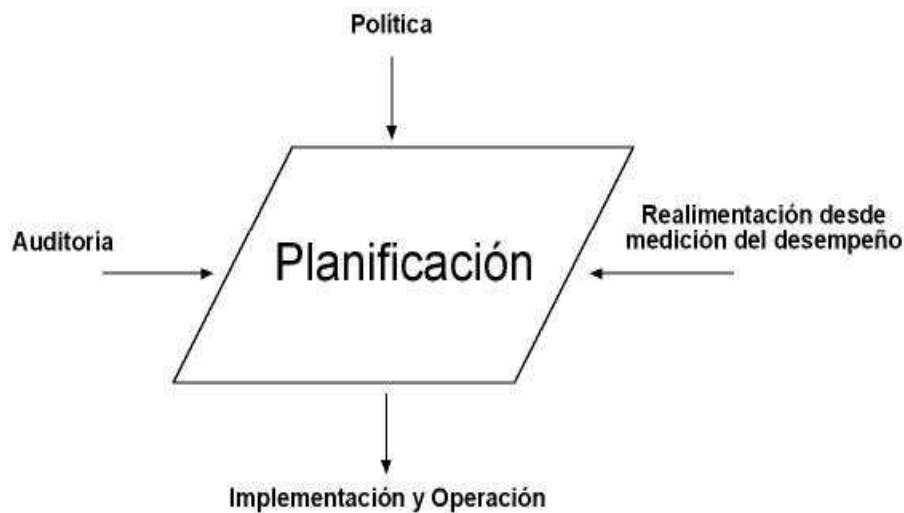 Política
Auditoria
Realimentación desde
medición del desempeño
Planificación
Implementación y Operación